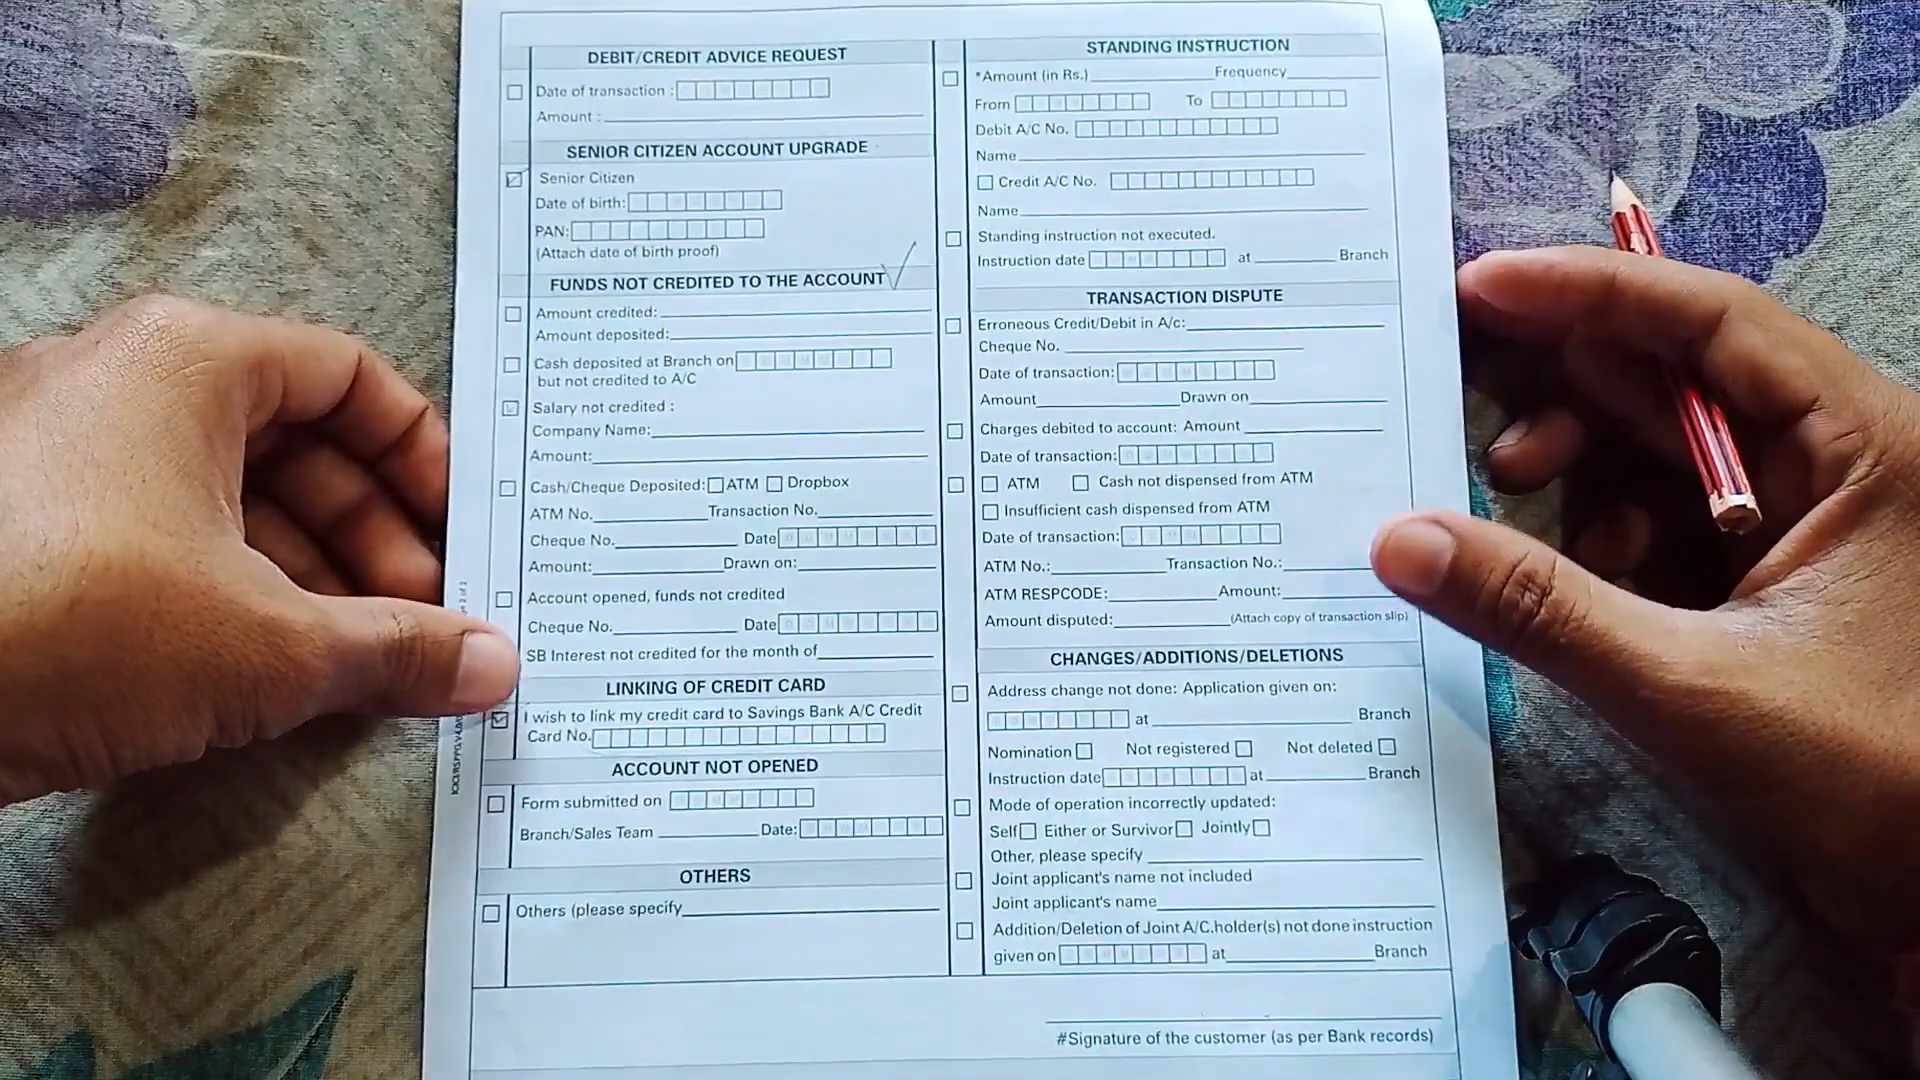 DEBIT/CREDIT ADVICE REQUEST
Date of transaction :
Amount :
SENIOR CITIZEN ACCOUNT UPGRADE
Senior Citizen
Date of birth:
PAN:
(Attach date of birth proof)
FUNDS NOT CREDITED TO THE ACCOUNT
Amount credited:
Amount deposited:
Cash deposited at Branch on
but not credited to A/C
Salary not credited :
Company Name:
Amount:
Cash/Cheque Deposited: ATM Dropbox
ATM No. Transaction No.
Cheque No. Date
Amount: Drawn on:
Account opened, funds not credited
Cheque No. Date
SB Interest not credited for the month of
LINKING OF CREDIT CARD
I wish to link my credit card to Savings Bank A/C Credit
Card No.
ACCOUNT NOT OPENED
Form submitted on
Branch/Sales Team Date:
OTHERS
Others (please specify
STANDING INSTRUCTION
*Amount (in Rs.) Frequency
From To
Debit A/C No.
Name
Credit A/C No.
Name
Standing instruction not executed.
Instruction date at Branch
TRANSACTION DISPUTE
Erroneous Credit/Debit in A/c:
Cheque No.
Date of transaction:
Amount Drawn on
Charges debited to account: Amount
Date of transaction:
ATM Cash not dispensed from ATM
Insufficient cash dispensed from ATM
Date of transaction:
ATM No.: Transaction No.:
ATM RESPCODE: Amount:
Amount disputed: (Attach copy of transaction slip)
CHANGES/ADDITIONS/DELETIONS
Address change not done: Application given on:
at Branch
Nomination Not registered Not deleted
Instruction date at Branch
Mode of operation incorrectly updated:
Self Either or Survivor Jointly
Other, please specify
Joint applicant's name not included
Joint applicant's name
Addition/Deletion of Joint A/C.holder(s) not done instruction
given on at Branch
#Signature of the customer (as per Bank records)